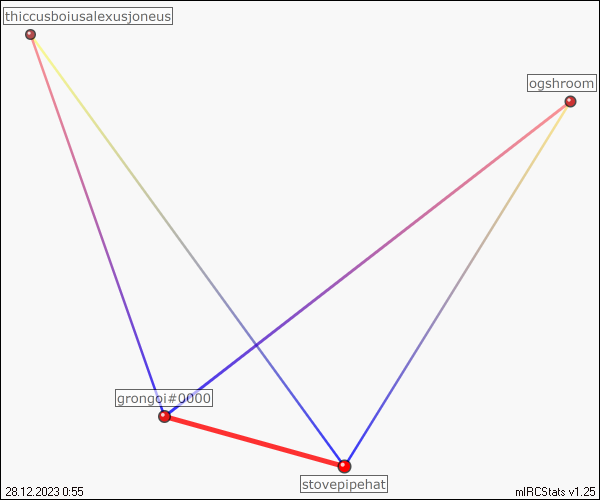 thiccusboiusalexusjoneus
ogshroom
grongoi#0000
stovepipehat
28.12.2023 0:55
mIRCStats v1.25